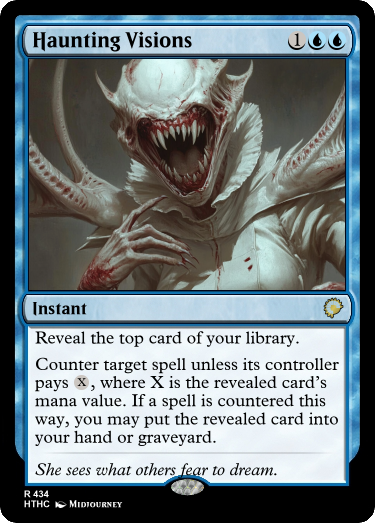 Haunting Visions 1
Instant
Reveal the top card of your library.
Counter target spell unless its controller
pays X, where X is the revealed card's
mana value. If a spell is countered this
way, you may put the revealed card into
your hand or graveyard.
She sees what others fear to dream.
R 434
HTHC Midjourney